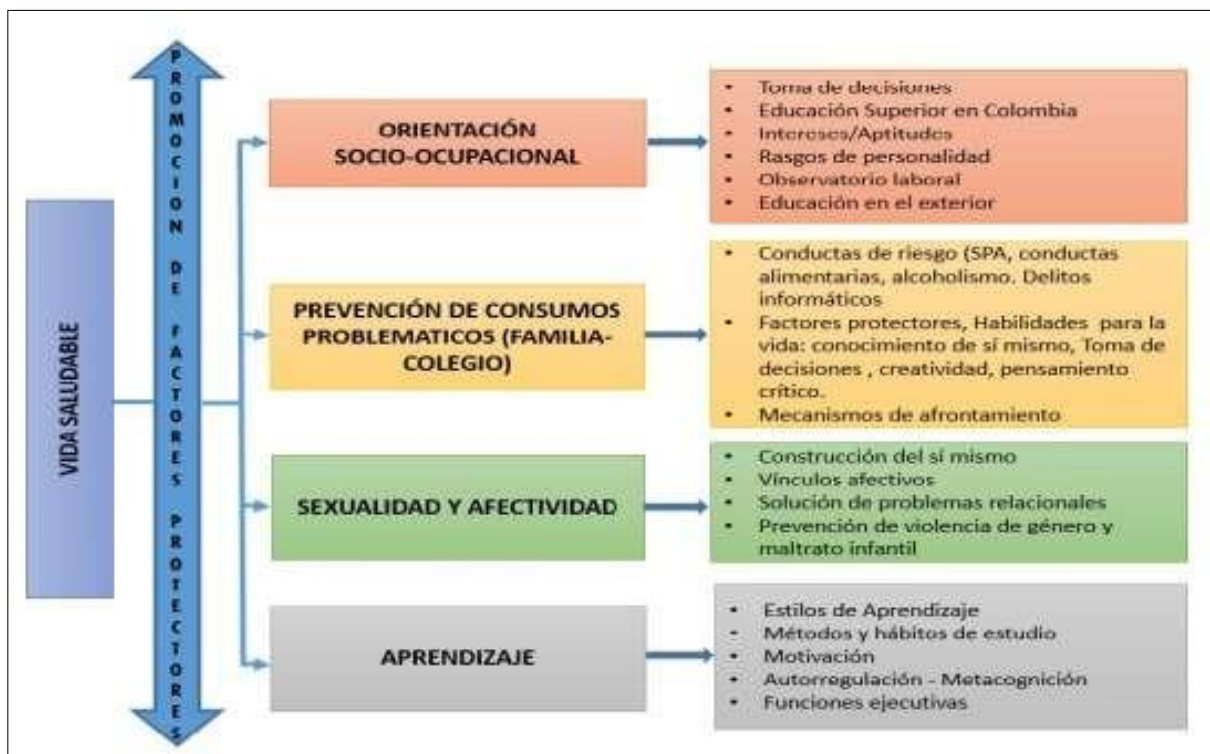 VIDA SALUDABLE
PROMOCION DE FACTORES PROTECTORES
ORIENTACIÓN
SOCIO-OCUPACIONAL
• Toma de decisiones
• Educación Superior en Colombia
• Intereses/Aptitudes
• Rasgos de personalidad
• Observatorio laboral
• Educación en el exterior
PREVENCIÓN DE CONSUMOS
PROBLEMATICOS (FAMILIA-
COLEGIO)
• Conductas de riesgo (SPA, conductas
alimentarias, alcoholismo. Delitos
informáticos
• Factores protectores, Habilidades para la
vida: conocimiento de sí mismo, Toma de
decisiones , creatividad, pensamiento
crítico.
• Mecanismos de afrontamiento
SEXUALIDAD Y AFECTIVIDAD
• Construcción del sí mismo
• Vínculos afectivos
• Solución de problemas relacionales
• Prevención de violencia de género y
maltrato infantil
APRENDIZAJE
• Estilos de Aprendizaje
• Métodos y hábitos de estudio
• Motivación
• Autorregulación - Metacognición
• Funciones ejecutivas